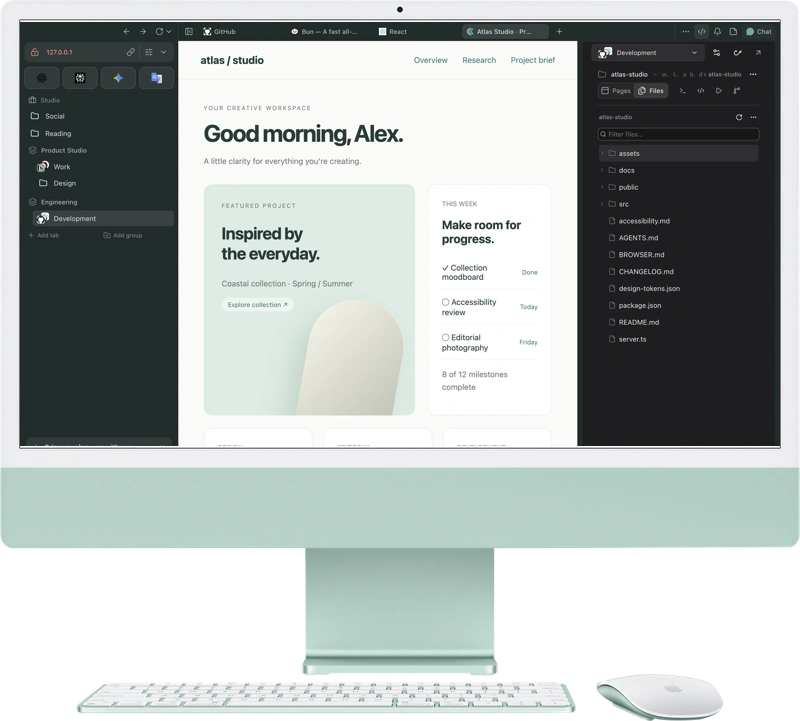 GitHub
Bun — A fast all-...
React
Atlas Studio · Pr...
Chat
127.0.0.1
Studio
Social
Reading
Product Studio
Work
Design
Engineering
Development
+ Add tab
Add group
atlas / studio
Overview
Research
Project brief
YOUR CREATIVE WORKSPACE
Good morning, Alex.
A little clarity for everything you're creating.
FEATURED PROJECT
Inspired by
the everyday.
Coastal collection · Spring / Summer
Explore collection ↗
THIS WEEK
Make room for
progress.
✓ Collection
moodboard
Done
Accessibility
review
Today
Editorial
photography
Friday
8 of 12 milestones
complete
Development
atlas-studio
atlas-studio
Pages
Files
atlas-studio
Filter files...
assets
docs
public
src
accessibility.md
AGENTS.md
BROWSER.md
CHANGELOG.md
design-tokens.json
package.json
README.md
server.ts